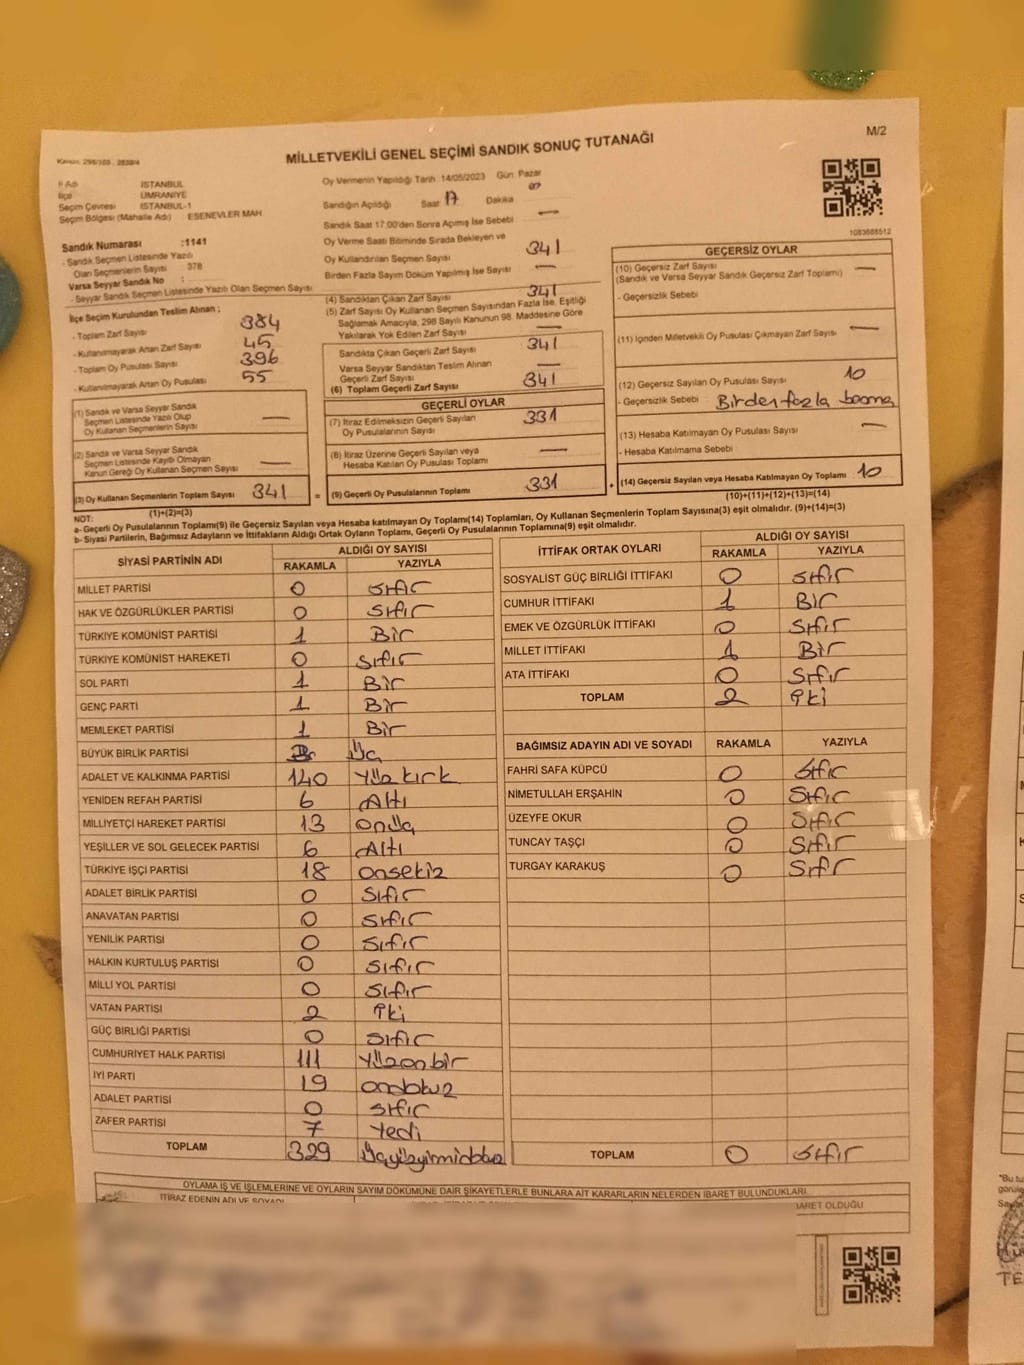 M/2
MİLLETVEKİLİ GENEL SEÇİMİ SANDIK SONUÇ TUTANAĞI
İl Adı İSTANBUL
İlçe ÜMRANİYE
Seçim Çevresi İSTANBUL-1
Seçim Bölgesi (Mahalle Adı) ESENEVLER MAH
Sandık Numarası :1141
- Sandık Seçmen Listesinde Yazılı
Olan Seçmenlerin Sayısı 378
Varsa Seyyar Sandık No :
- Seyyar Sandık Seçmen Listesinde Yazılı Olan Seçmen Sayısı
Oy Vermenin Yapıldığı Tarih :14/05/2023 Gün: Pazar
Sandığın Açıldığı Saat 17 Dakika 00
Sandık Saat 17:00'den Sonra Açılmış İse Sebebi —
Oy Verme Saati Bitiminde Sırada Bekleyen ve
Oy Kullandırılan Seçmen Sayısı 341
Birden Fazla Sayım Döküm Yapılmış İse Sayısı —
İlçe Seçim Kurulundan Teslim Alınan ;
- Toplam Zarf Sayısı 384
- Kullanılmayarak Artan Zarf Sayısı 45
- Toplam Oy Pusulası Sayısı 396
- Kullanılmayarak Artan Oy Pusulası 55
(1) Sandık ve Varsa Seyyar Sandık
Seçmen Listesinde Yazılı Olup
Oy Kullanan Seçmenlerin Sayısı —
(2) Sandık ve Varsa Seyyar Sandık
Seçmen Listesinde Kayıtlı Olmayan
Kanun Gereği Oy Kullanan Seçmen Sayısı —
(3) Oy Kullanan Seçmenlerin Toplam Sayısı 341
(1)+(2)=(3)
(4) Sandıktan Çıkan Zarf Sayısı 341
(5) Zarf Sayısı Oy Kullanan Seçmen Sayısından Fazla İse, Eşitliği
Sağlamak Amacıyla, 298 Sayılı Kanunun 98. Maddesine Göre
Yakılarak Yok Edilen Zarf Sayısı —
Sandıkta Çıkan Geçerli Zarf Sayısı 341
Varsa Seyyar Sandıktan Teslim Alınan
Geçerli Zarf Sayısı —
(6) Toplam Geçerli Zarf Sayısı 341
GEÇERLİ OYLAR
(7) İtiraz Edilmeksizin Geçerli Sayılan
Oy Pusulalarının Sayısı 331
(8) İtiraz Üzerine Geçerli Sayılan veya
Hesaba Katılan Oy Pusulası Toplamı —
= (9) Geçerli Oy Pusulalarının Toplamı 331
1083688512
GEÇERSİZ OYLAR
(10) Geçersiz Zarf Sayısı —
(Sandık ve Varsa Seyyar Sandık Geçersiz Zarf Toplamı)
- Geçersizlik Sebebi
(11) İçinden Milletvekili Oy Pusulası Çıkmayan Zarf Sayısı —
(12) Geçersiz Sayılan Oy Pusulası Sayısı 10
- Geçersizlik Sebebi Birden fazla basma
(13) Hesaba Katılmayan Oy Pusulası Sayısı —
- Hesaba Katılmama Sebebi
+ (14) Geçersiz Sayılan veya Hesaba Katılmayan Oy Toplamı 10
(10)+(11)+(12)+(13)=(14)
NOT:
a- Geçerli Oy Pusulalarının Toplamı(9) ile Geçersiz Sayılan veya Hesaba katılmayan Oy Toplamı(14) Toplamları, Oy Kullanan Seçmenlerin Toplam Sayısına(3) eşit olmalıdır. (9)+(14)=(3)
b- Siyasi Partilerin, Bağımsız Adayların ve İttifakların Aldığı Ortak Oyların Toplamı, Geçerli Oy Pusulalarının Toplamına(9) eşit olmalıdır.
SİYASİ PARTİNİN ADI ALDIĞI OY SAYISI
RAKAMLA YAZIYLA
MİLLET PARTİSİ 0 sıfır
HAK VE ÖZGÜRLÜKLER PARTİSİ 0 sıfır
TÜRKİYE KOMÜNİST PARTİSİ 1 Bir
TÜRKİYE KOMÜNİST HAREKETİ 0 sıfır
SOL PARTİ 1 Bir
GENÇ PARTİ 1 Bir
MEMLEKET PARTİSİ 1 Bir
BÜYÜK BİRLİK PARTİSİ Üç
ADALET VE KALKINMA PARTİSİ 140 Yüzkırk
YENİDEN REFAH PARTİSİ 6 Altı
MİLLİYETÇİ HAREKET PARTİSİ 13 onüç
YEŞİLLER VE SOL GELECEK PARTİSİ 6 Altı
TÜRKİYE İŞÇİ PARTİSİ 18 onsekiz
ADALET BİRLİK PARTİSİ 0 sıfır
ANAVATAN PARTİSİ 0 sıfır
YENİLİK PARTİSİ 0 sıfır
HALKIN KURTULUŞ PARTİSİ 0 sıfır
MİLLİ YOL PARTİSİ 0 sıfır
VATAN PARTİSİ 2 iki
GÜÇ BİRLİĞİ PARTİSİ 0 sıfır
CUMHURİYET HALK PARTİSİ 111 Yüzonbir
İYİ PARTİ 19 ondokuz
ADALET PARTİSİ 0 sıfır
ZAFER PARTİSİ 7 Yedi
TOPLAM 329 Üçyüzyirmidokuz
İTTİFAK ORTAK OYLARI ALDIĞI OY SAYISI
RAKAMLA YAZIYLA
SOSYALİST GÜÇ BİRLİĞİ İTTİFAKI 0 sıfır
CUMHUR İTTİFAKI 1 Bir
EMEK VE ÖZGÜRLÜK İTTİFAKI 0 Sıfır
MİLLET İTTİFAKI 1 Bir
ATA İTTİFAKI 0 Sıfır
TOPLAM 2 iki
BAĞIMSIZ ADAYIN ADI VE SOYADI RAKAMLA YAZIYLA
FAHRİ SAFA KÜPCÜ 0 Sıfır
NİMETULLAH ERŞAHİN 0 Sıfır
ÜZEYFE OKUR 0 Sıfır
TUNCAY TAŞÇI 0 Sıfır
TURGAY KARAKUŞ 0 Sıfır
TOPLAM 0 Sıfır
OYLAMA İŞ VE İŞLEMLERİNE VE OYLARIN SAYIM DÖKÜMÜNE DAİR ŞİKAYETLERLE BUNLARA AİT KARARLARIN NELERDEN İBARET BULUNDUKLARI.
İTİRAZ EDENİN ADI VE SOYADI
İBARET OLDUĞU